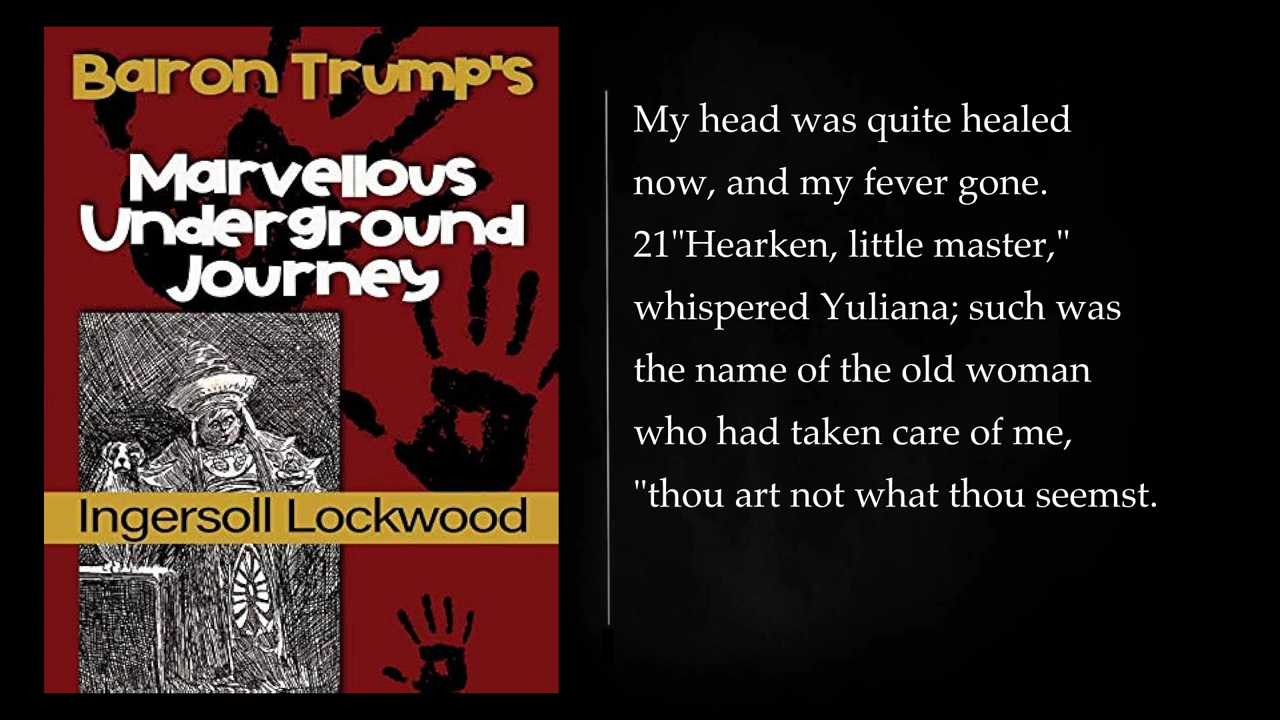 Baron Trump's
Marvellous
Underground
Journey
Ingersoll Lockwood
My head was quite healed
now, and my fever gone.
21"Hearken, little master,"
whispered Yuliana; such was
the name of the old woman
who had taken care of me,
"thou art not what thou seemst.